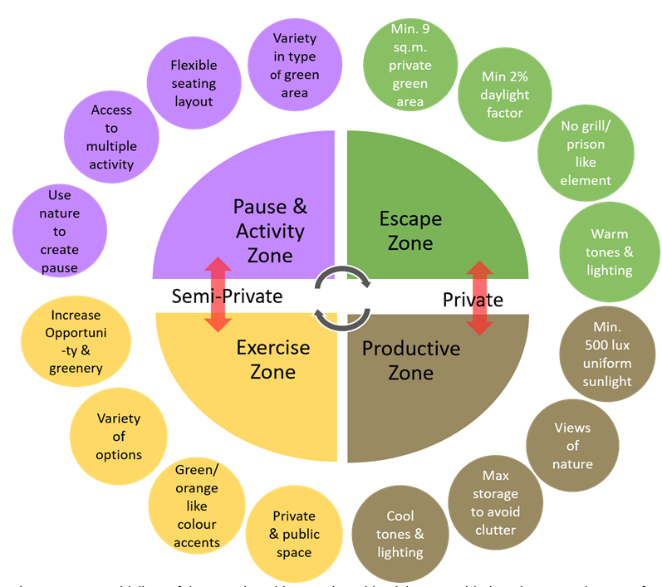 Variety
in type
of green
area
Flexible
seating
layout
Access
to
multiple
activity
Use
nature
to
create
pause
Min. 9
sq.m.
private
green
area
Min 2%
daylight
factor
No grill/
prison
like
element
Warm
tones &
lighting
Pause &
Activity
Zone
Escape
Zone
Semi-Private
Private
Exercise
Zone
Productive
Zone
Increase
Opportuni
-ty &
greenery
Variety
of
options
Green/
orange
like
colour
accents
Private
& public
space
Min.
500 lux
uniform
sunlight
Views
of
nature
Max
storage
to avoid
clutter
Cool
tones &
lighting